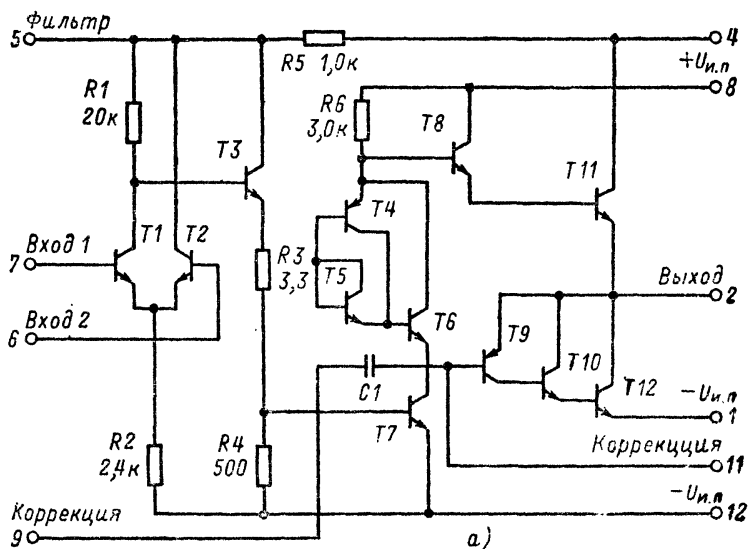 5 Фильтр
4
R5 1,0к
+Uи.п
8
R1
20к
R6
3,0к
T8
T3
T11
T4
T1 T2
7 Вход 1
R3
3,3
T5
Выход
2
T6
6 Вход 2
T9
T10
C1
T12
-Uи.п
1
T7
R2
2,4к
R4
500
Коррекцция
11
-Uи.п
12
Коррекция
9
а)